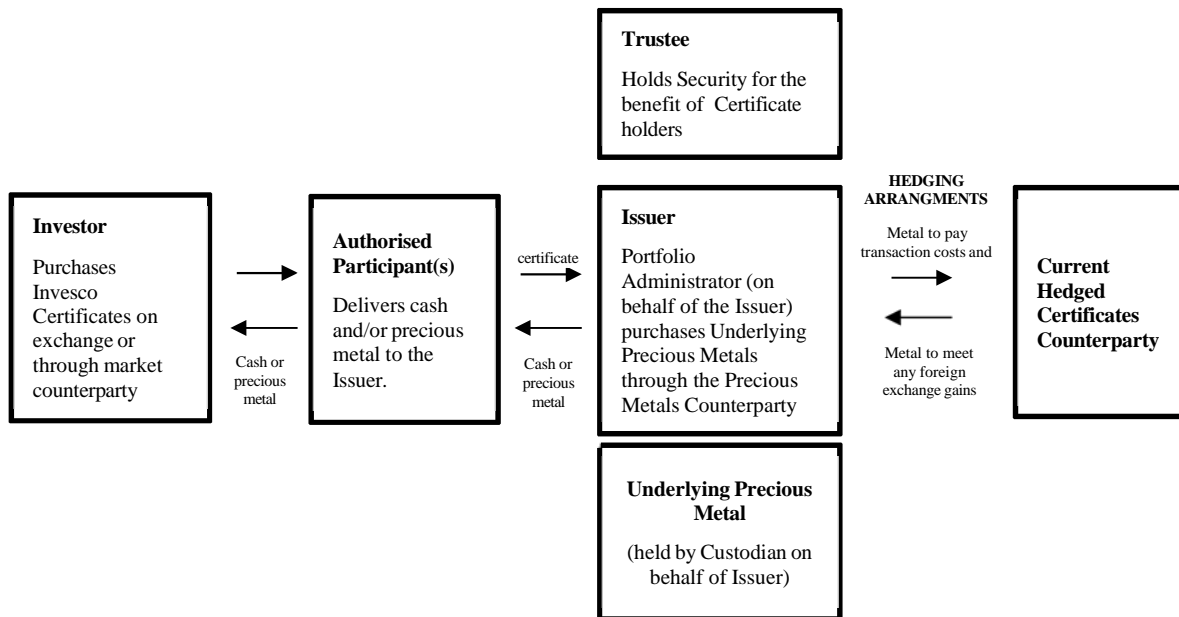 Trustee
Holds Security for the
benefit of Certificate
holders
Investor
Purchases
Invesco
Certificates on
exchange or
through market
counterparty
Cash or
precious
metal
Authorised
Participant(s)
Delivers cash
and/or precious
metal to the
Issuer.
certificate
Cash or
precious
metal
Issuer
Portfolio
Administrator (on
behalf of the Issuer)
purchases Underlying
Precious Metals
through the Precious
Metals Counterparty
HEDGING
ARRANGMENTS
Metal to pay
transaction costs and
Metal to meet
any foreign
exchange gains
Current
Hedged
Certificates
Counterparty
Underlying Precious
Metal
(held by Custodian on
behalf of Issuer)